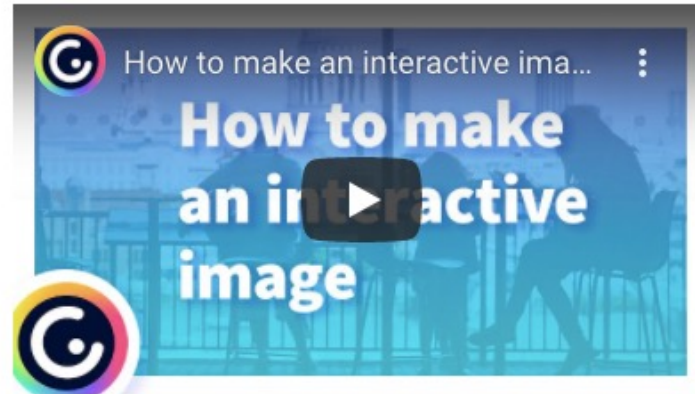 How to make an interactive ima...
How to make
an interactive
image